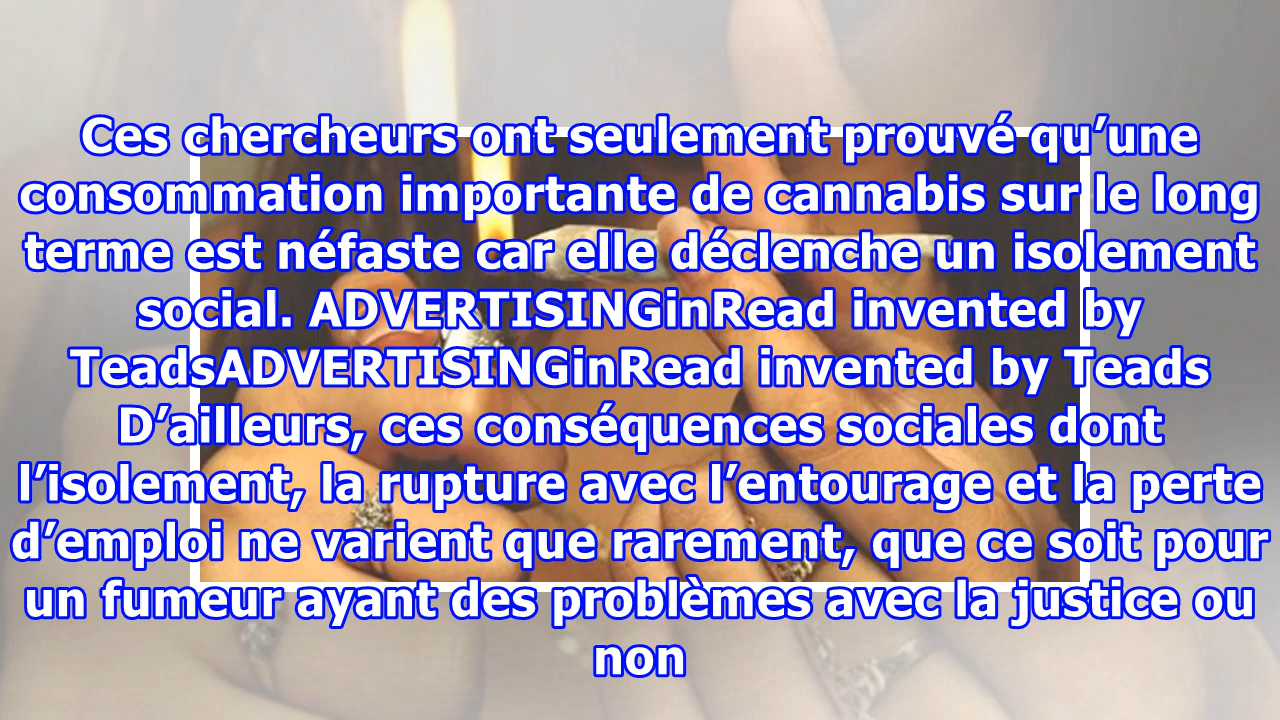 Ces chercheurs ont seulement prouvé qu’une
consommation importante de cannabis sur le long
terme est néfaste car elle déclenche un isolement
social. ADVERTISINGinRead invented by
TeadsADVERTISINGinRead invented by Teads
D’ailleurs, ces conséquences sociales dont
l’isolement, la rupture avec l’entourage et la perte
d’emploi ne varient que rarement, que ce soit pour
un fumeur ayant des problèmes avec la justice ou
non